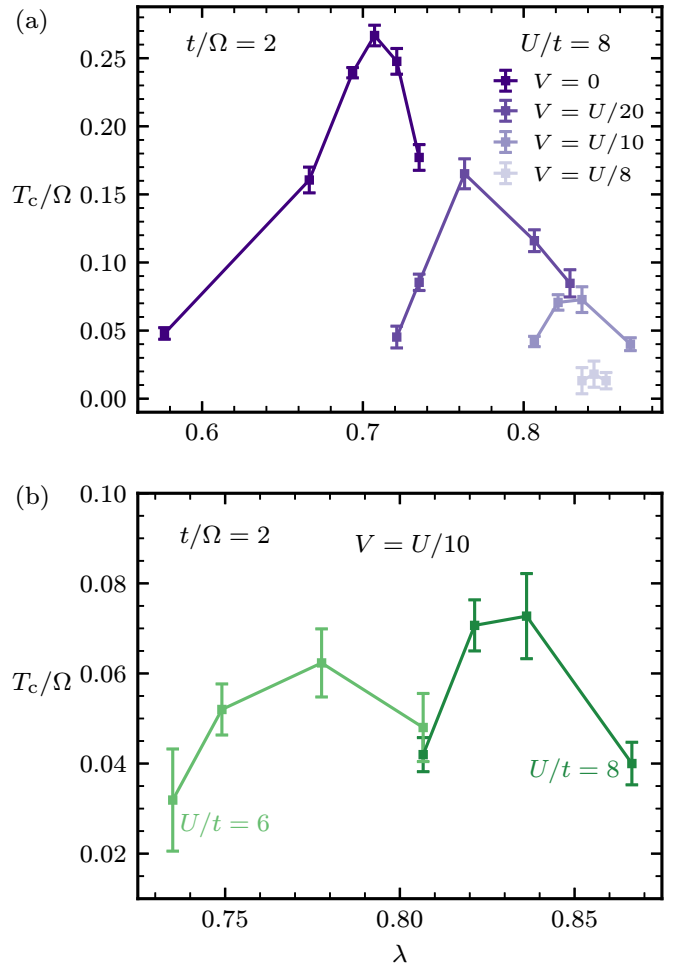 (a)
t/Ω = 2
U/t = 8
V = 0
V = U/20
V = U/10
V = U/8
T_c/Ω
0.25
0.20
0.15
0.10
0.05
0.00
0.6 0.7 0.8
(b)
t/Ω = 2
V = U/10
T_c/Ω
0.10
0.08
0.06
0.04
0.02
U/t = 6
U/t = 8
0.75 0.80 0.85
λ